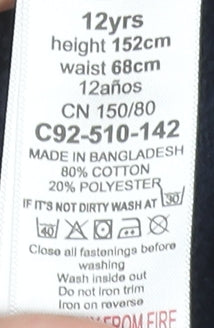 12yrs
height 152cm
waist 68cm
12años
CN 150/80
C92-510-142
MADE IN BANGLADESH
80% COTTON
20% POLYESTER
IF IT'S NOT DIRTY WASH AT 30
40
Close all fastenings before
washing
Wash inside out
Do not iron trim
Iron on reverse
FROM FIRE